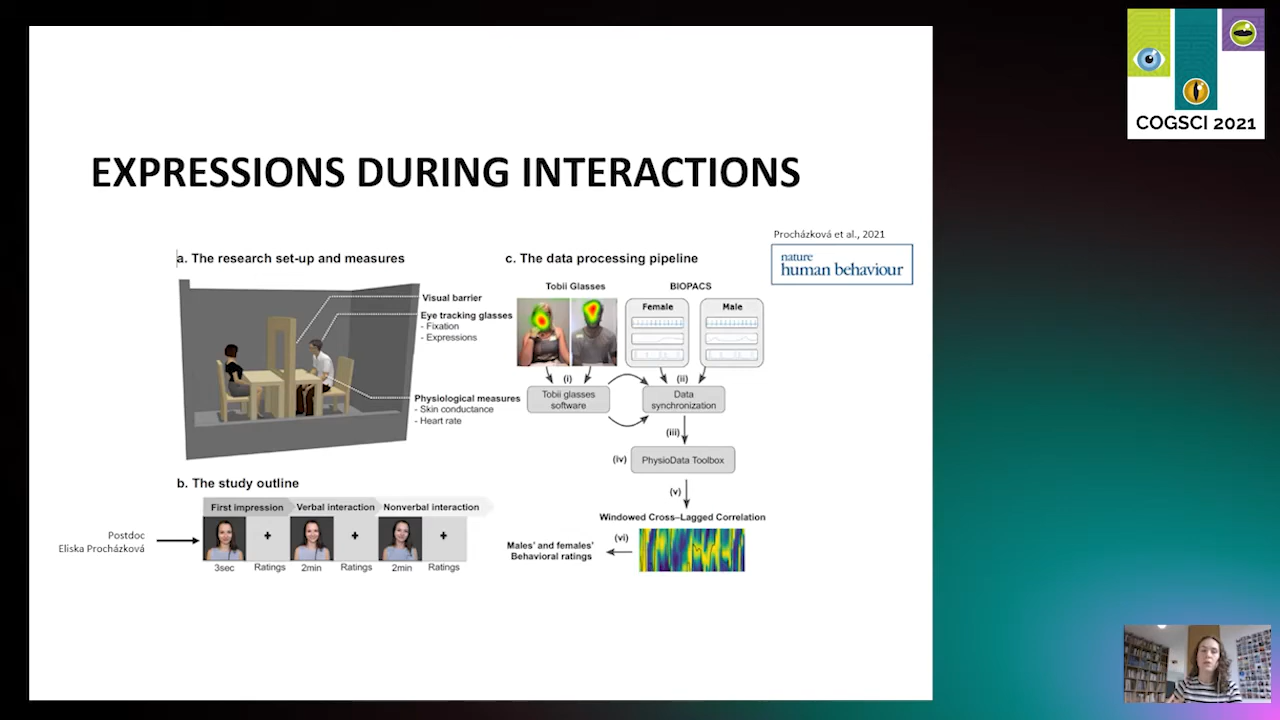 EXPRESSIONS DURING INTERACTIONS
COGSCI 2021
Procházková et al., 2021
nature
human behaviour
a. The research set-up and measures
Visual barrier
Eye tracking glasses
- Fixation
- Expressions
Physiological measures
- Skin conductance
- Heart rate
b. The study outline
First impression
Verbal interaction
Nonverbal interaction
Postdoc
Eliska Procházková
+
+
+
3sec
Ratings
2min
Ratings
2min
Ratings
c. The data processing pipeline
Tobii Glasses
BIOPACS
Female
Male
(i)
(ii)
Tobii glasses
software
Data
synchronization
(iii)
(iv)
PhysioData Toolbox
(v)
Windowed Cross–Lagged Correlation
(vi)
Males' and females'
Behavioral ratings